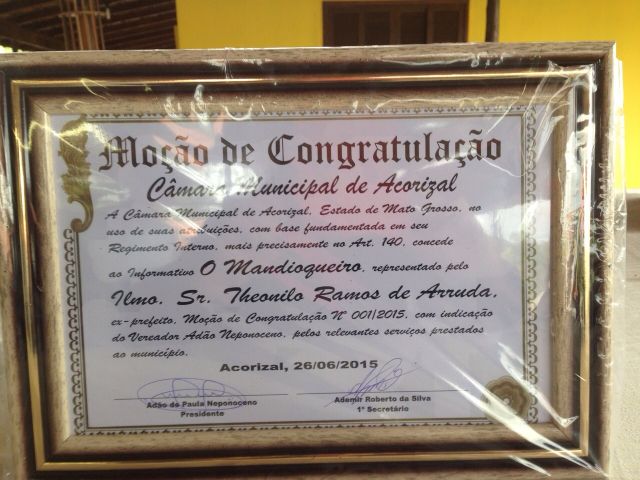 Moção de Congratulação
Câmara Municipal de Acorizal
A Câmara Municipal de Acorizal, Estado de Mato Grosso, no
uso de suas atribuições, com base fundamentada em seu
Regimento Interno, mais precisamente no Art. 140, concede
ao Informativo O Mandioqueiro, representado pelo
Ilmo. Sr. Theonilo Ramos de Arruda,
ex-prefeito, Moção de Congratulação Nº 001/2015, com indicação
do Vereador Adão Neponoceno, pelos relevantes serviços prestados
ao município.
Acorizal, 26/06/2015
Adão de Paula Neponoceno
Presidente
Ademir Roberto da Silva
1º Secretário